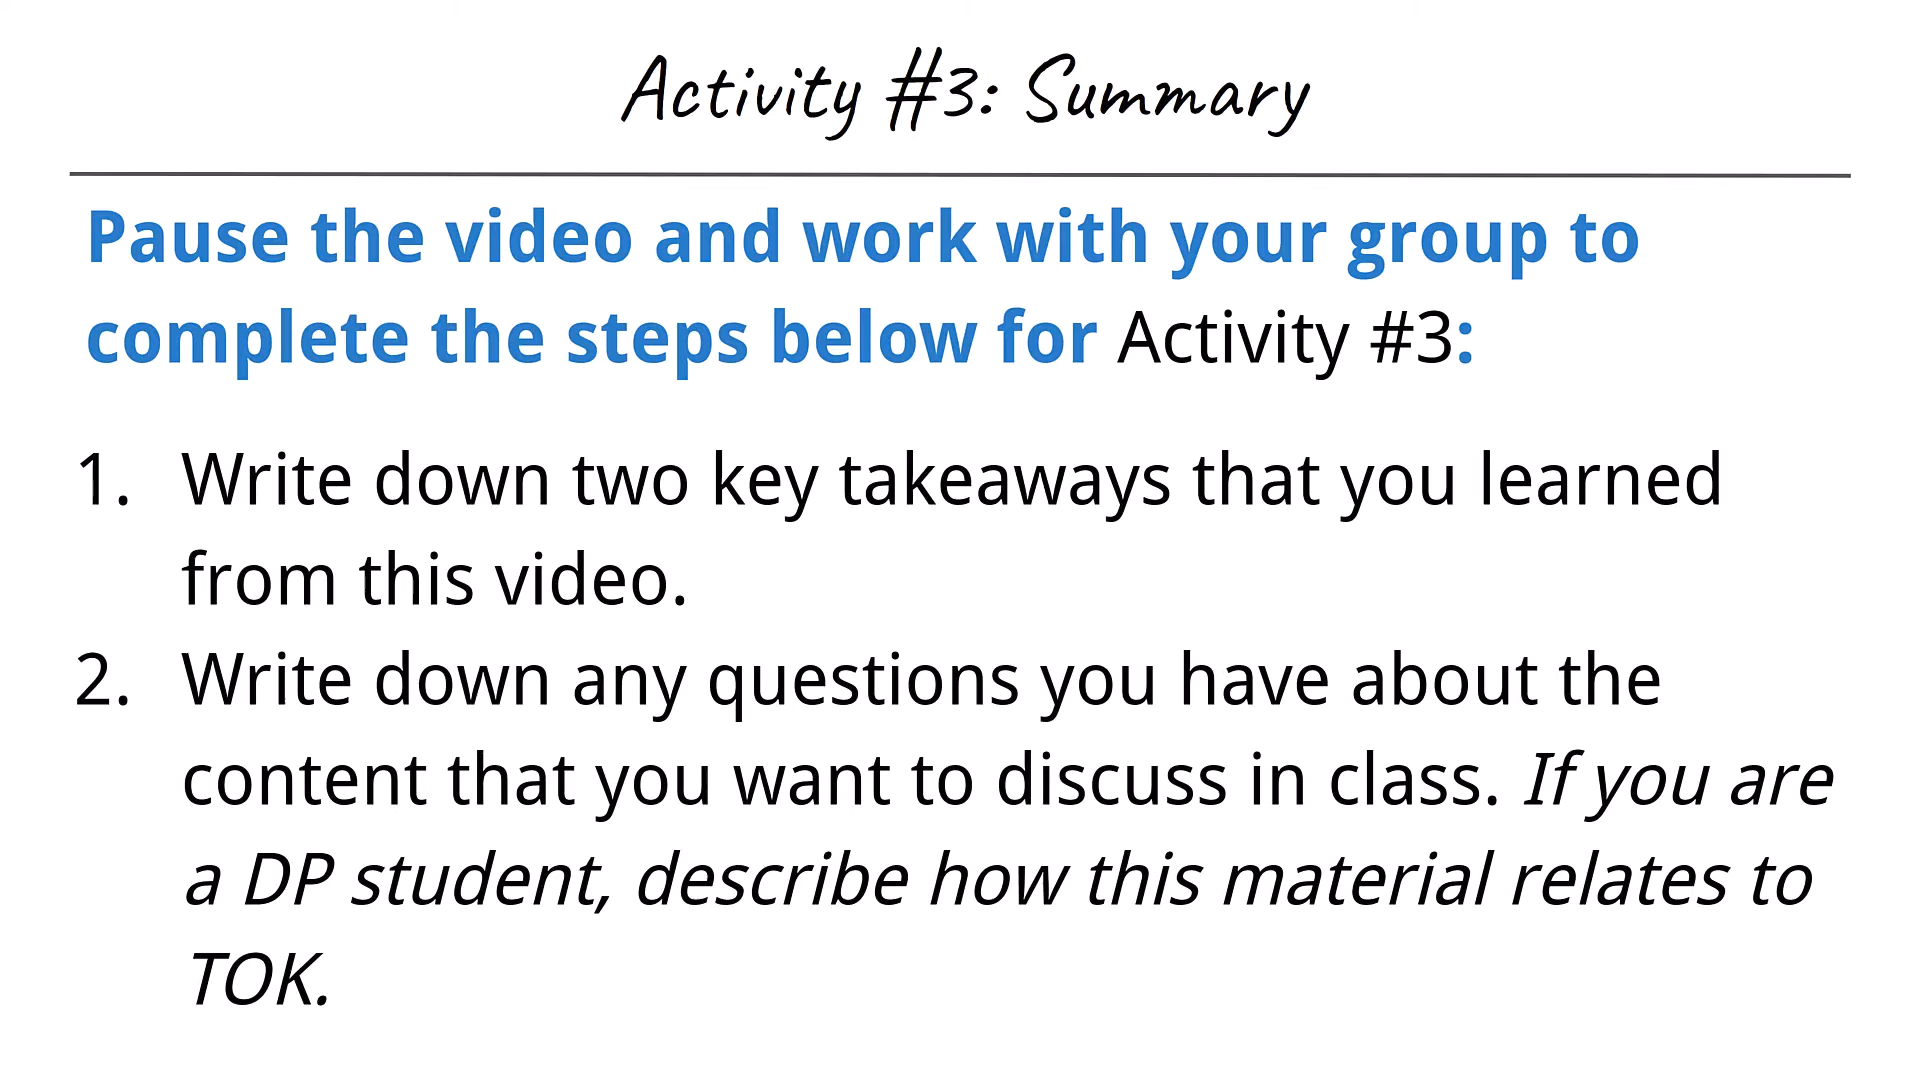 Activity #3: Summary
Pause the video and work with your group to
complete the steps below for Activity #3:
1. Write down two key takeaways that you learned
from this video.
2. Write down any questions you have about the
content that you want to discuss in class. If you are
a DP student, describe how this material relates to
TOK.